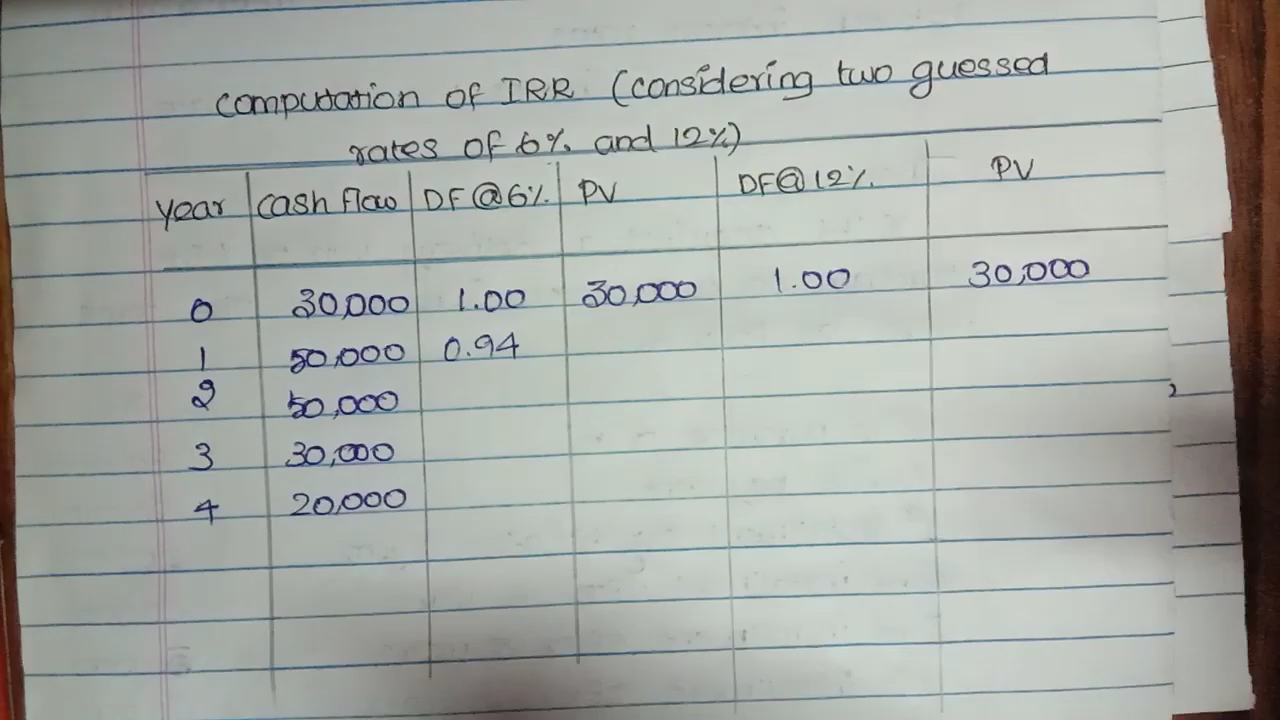 computation of IRR (considering two guessed
rates of 6% and 12%)
year cash flow DF @6% PV DF@12% PV
0 30,000 1.00 30,000 1.00 30,000
1 50,000 0.94
2 50,000
3 30,000
4 20,000